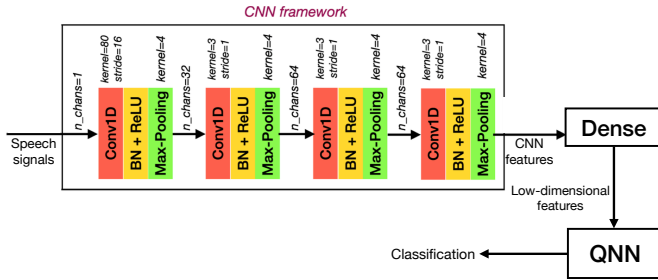 CNN framework
n_chans=1
kernel=80
stride=16
kernel=4
n_chans=32
kernel=3
stride=1
kernel=4
n_chans=64
kernel=3
stride=1
kernel=4
n_chans=64
kernel=3
stride=1
kernel=4
Conv1D
BN + ReLU
Max-Pooling
Conv1D
BN + ReLU
Max-Pooling
Conv1D
BN + ReLU
Max-Pooling
Conv1D
BN + ReLU
Max-Pooling
Speech
signals
CNN
features
Dense
Low-dimensional
features
QNN
Classification